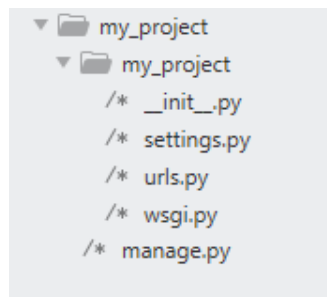 my_project
my_project
/* __init__.py
/* settings.py
/* urls.py
/* wsgi.py
/* manage.py